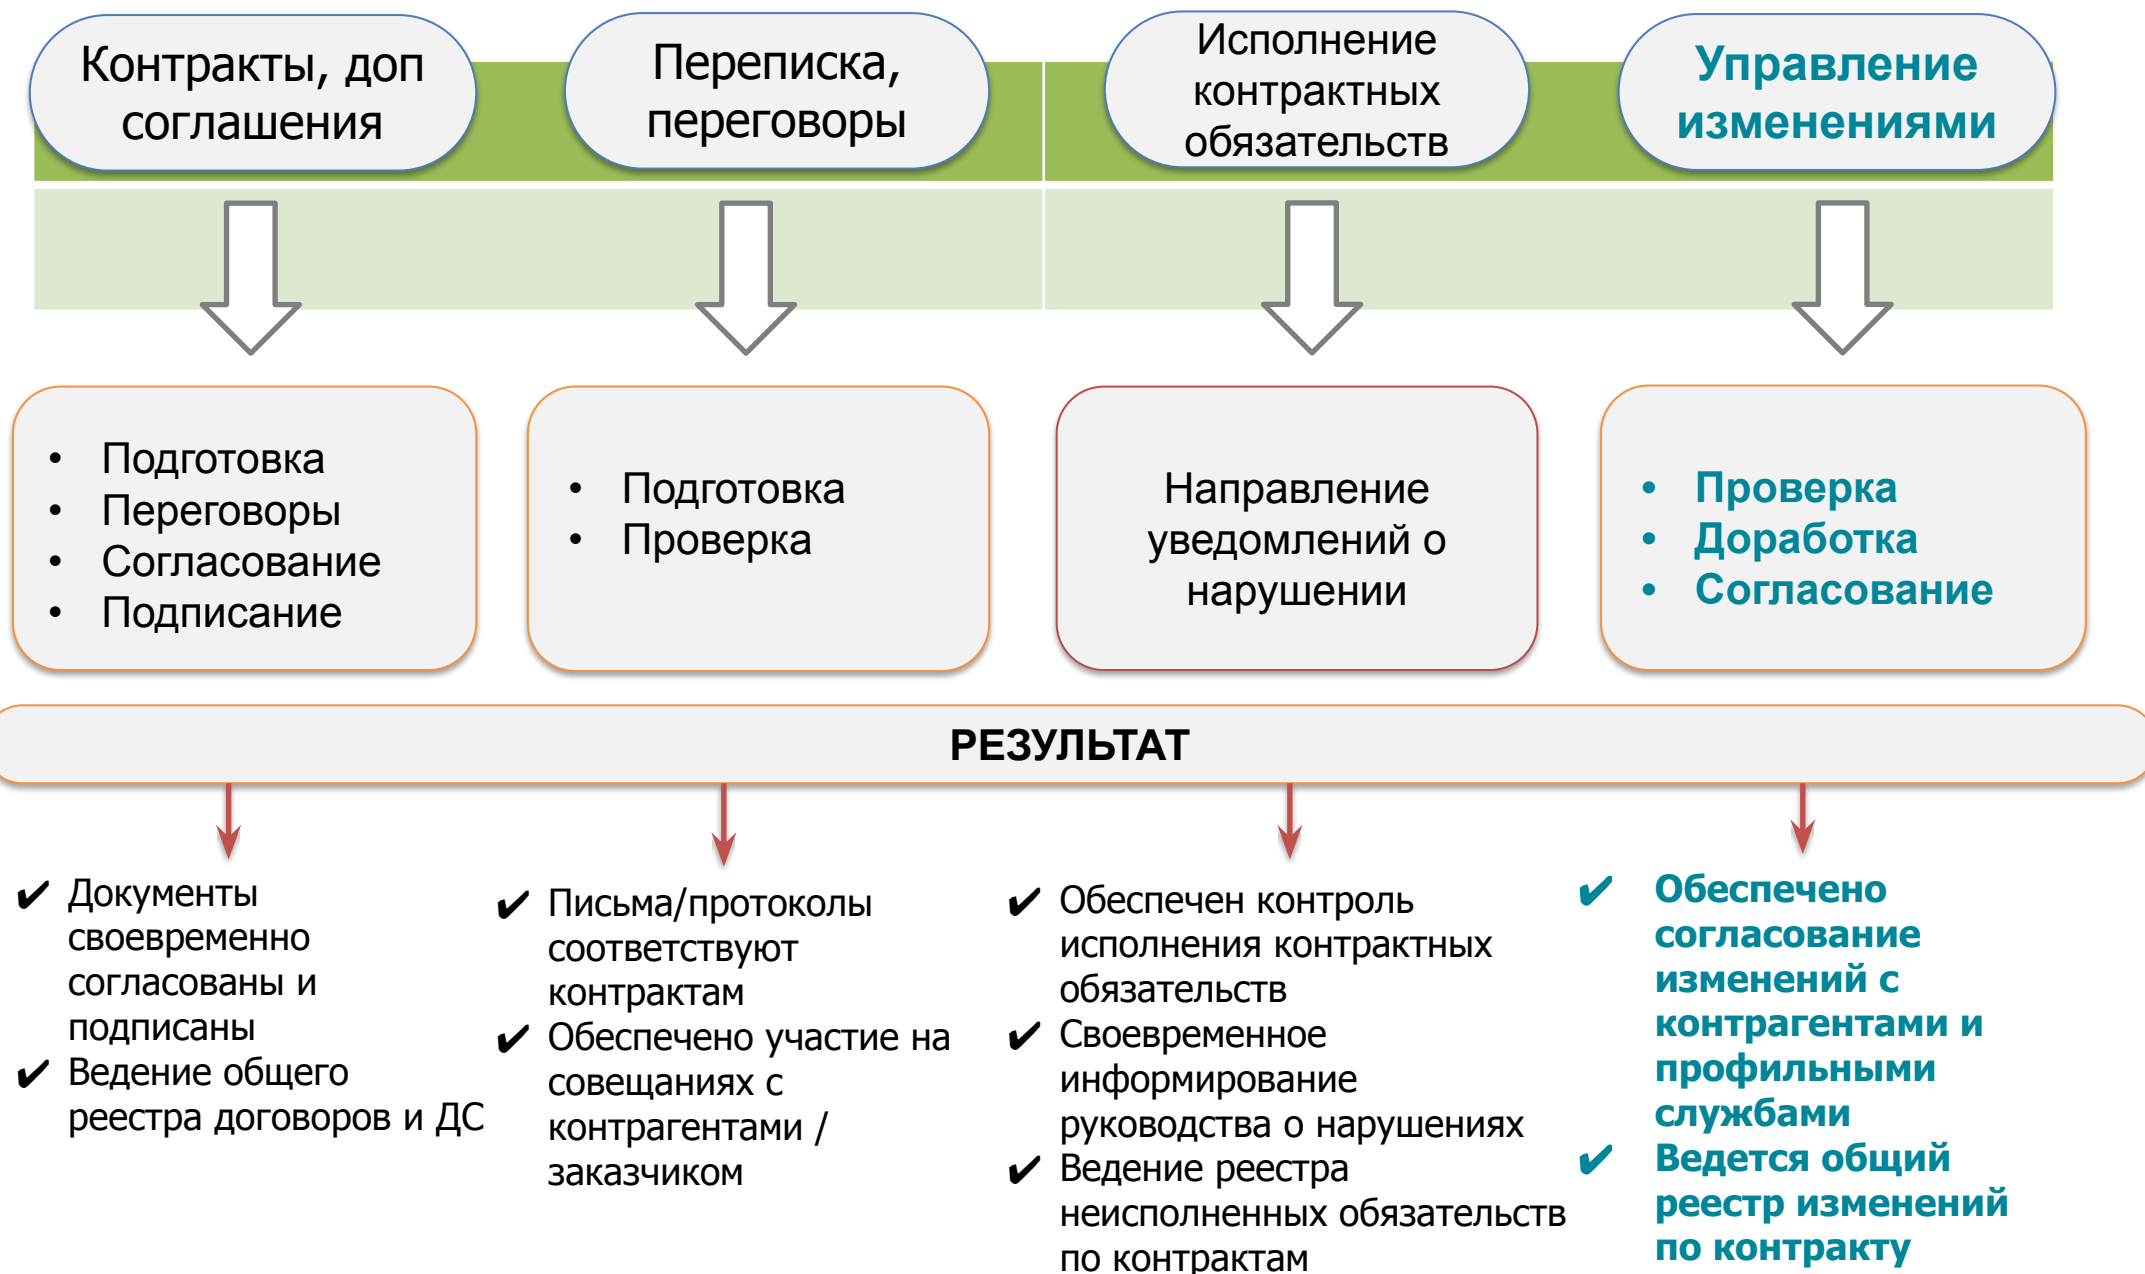 Контракты, доп
соглашения
Переписка,
переговоры
Исполнение
контрактных
обязательств
Управление
изменениями
• Подготовка
• Переговоры
• Согласование
• Подписание
• Подготовка
• Проверка
Направление
уведомлений о
нарушении
• Проверка
• Доработка
• Согласование
РЕЗУЛЬТАТ
✔ Документы
своевременно
согласованы и
подписаны
✔ Ведение общего
реестра договоров и ДС
✔ Письма/протоколы
соответствуют
контрактам
✔ Обеспечено участие на
совещаниях с
контрагентами /
заказчиком
✔ Обеспечен контроль
исполнения контрактных
обязательств
✔ Своевременное
информирование
руководства о нарушениях
✔ Ведение реестра
неисполненных обязательств
по контрактам
✔ Обеспечено
согласование
изменений с
контрагентами и
профильными
службами
✔ Ведется общий
реестр изменений
по контракту